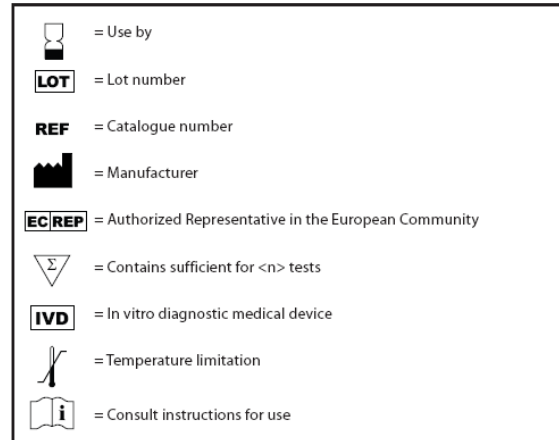 = Use by
LOT = Lot number
REF = Catalogue number
= Manufacturer
EC REP = Authorized Representative in the European Community
Σ = Contains sufficient for <n> tests
IVD = In vitro diagnostic medical device
= Temperature limitation
i = Consult instructions for use